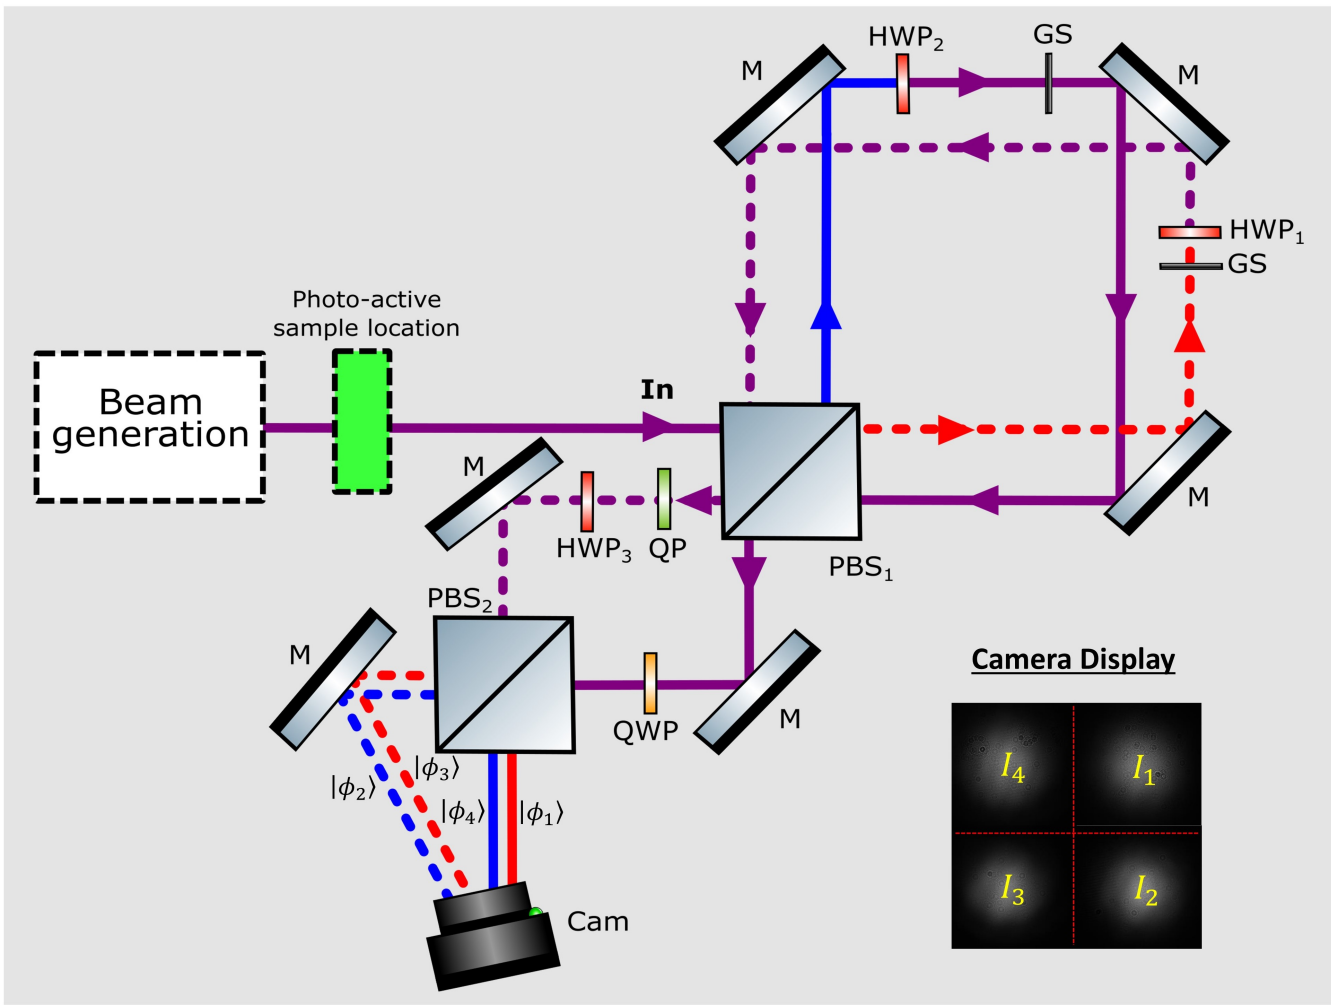 HWP₂
GS
M
M
HWP₁
GS
Photo-active
sample location
Beam
generation
In
M
M
HWP₃
QP
PBS₁
PBS₂
M
QWP
M
Camera Display
|ϕ₃⟩
|ϕ₂⟩
|ϕ₄⟩
|ϕ₁⟩
I₄
I₁
I₃
I₂
Cam